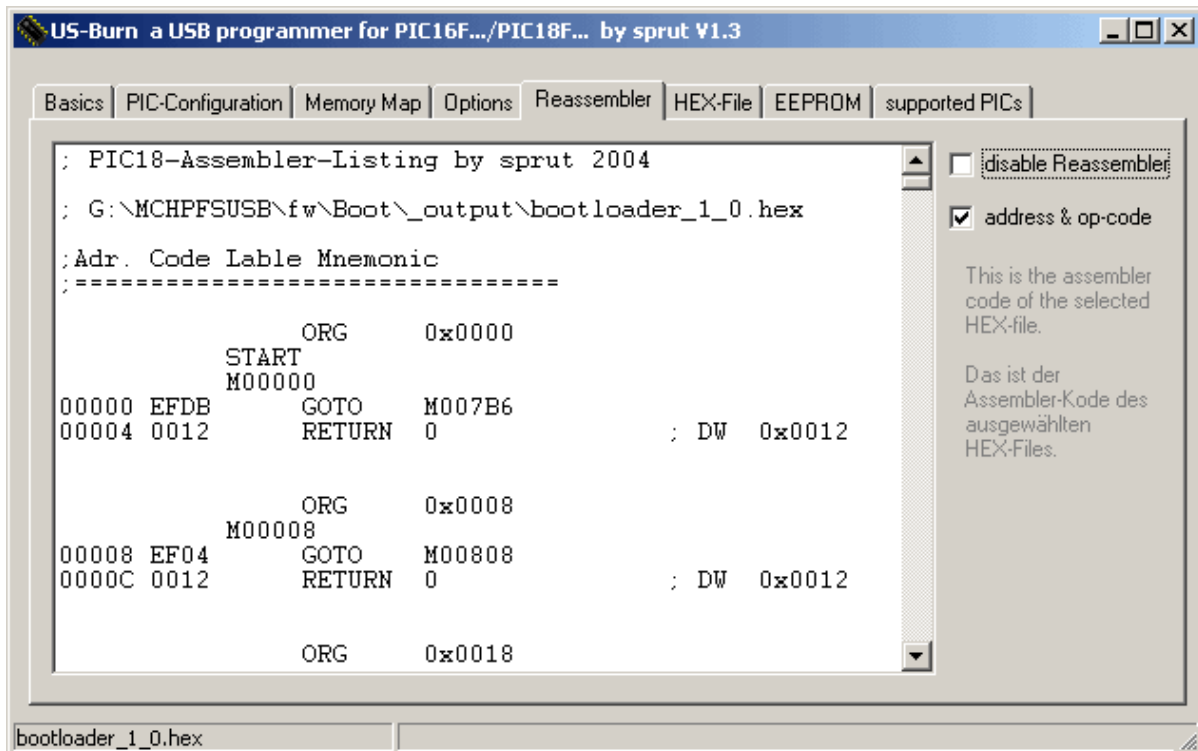 US-Burn a USB programmer for PIC16F.../PIC18F... by sprut V1.3
Basics PIC-Configuration Memory Map Options Reassembler HEX-File EEPROM supported PICs
; PIC18-Assembler-Listing by sprut 2004
; G:\MCHPFSUSB\fw\Boot\_output\bootloader_1_0.hex
;Adr. Code Lable Mnemonic
;================================
ORG 0x0000
START
M00000
00000 EFDB GOTO M007B6
00004 0012 RETURN 0 ; DW 0x0012
ORG 0x0008
M00008
00008 EF04 GOTO M00808
0000C 0012 RETURN 0 ; DW 0x0012
ORG 0x0018
disable Reassembler
address & op-code
This is the assembler
code of the selected
HEX-file.
Das ist der
Assembler-Kode des
ausgewählten
HEX-Files.
bootloader_1_0.hex